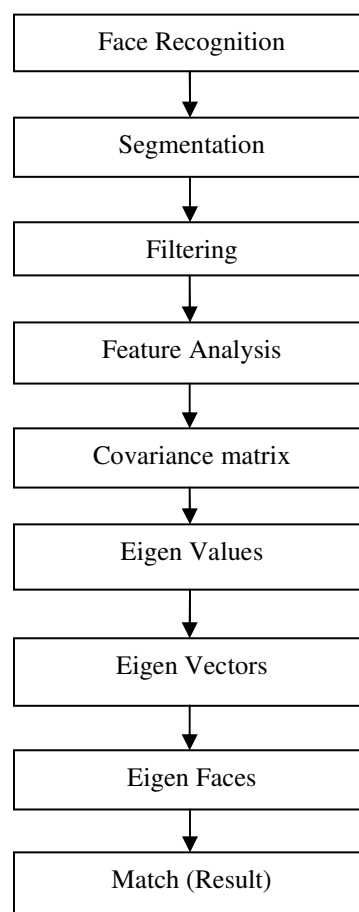 Face Recognition
Segmentation
Filtering
Feature Analysis
Covariance matrix
Eigen Values
Eigen Vectors
Eigen Faces
Match (Result)